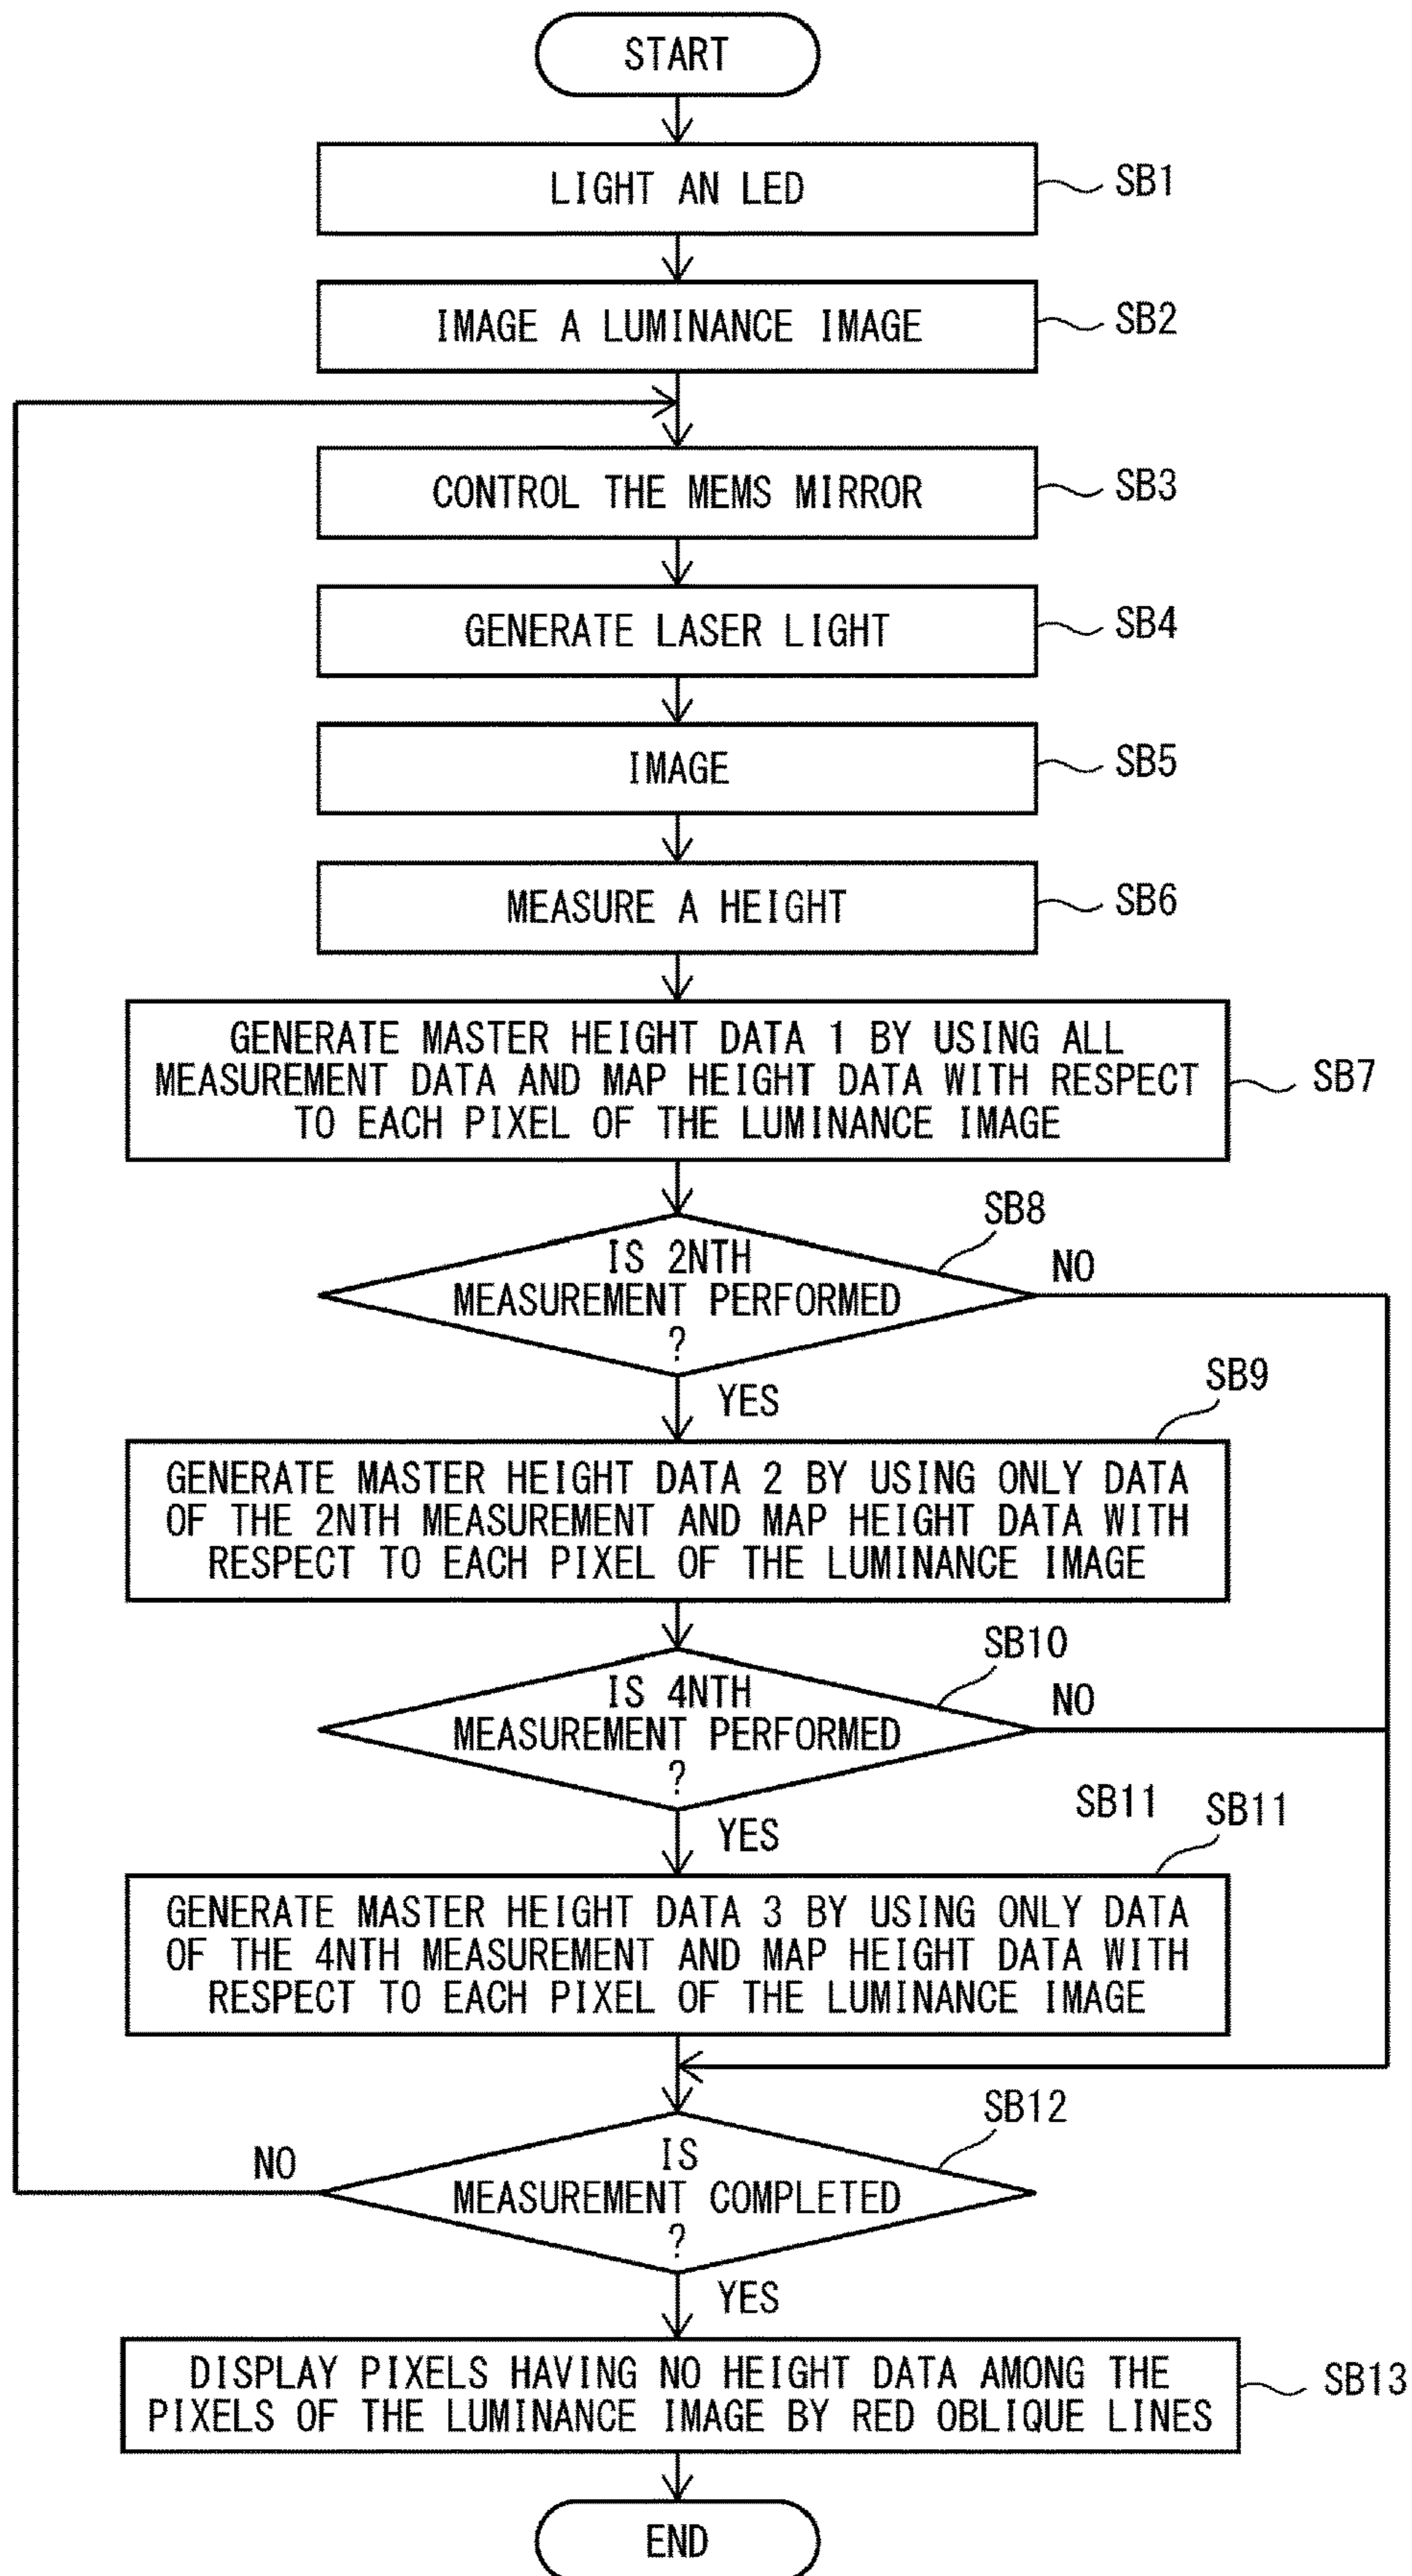 START
LIGHT AN LED
SB1
IMAGE A LUMINANCE IMAGE
SB2
CONTROL THE MEMS MIRROR
SB3
GENERATE LASER LIGHT
SB4
IMAGE
SB5
MEASURE A HEIGHT
SB6
GENERATE MASTER HEIGHT DATA 1 BY USING ALL
MEASUREMENT DATA AND MAP HEIGHT DATA WITH RESPECT
TO EACH PIXEL OF THE LUMINANCE IMAGE
SB7
SB8
IS 2NTH
MEASUREMENT PERFORMED
?
NO
YES
SB9
GENERATE MASTER HEIGHT DATA 2 BY USING ONLY DATA
OF THE 2NTH MEASUREMENT AND MAP HEIGHT DATA WITH
RESPECT TO EACH PIXEL OF THE LUMINANCE IMAGE
SB10
IS 4NTH
MEASUREMENT PERFORMED
?
NO
YES
SB11
SB11
GENERATE MASTER HEIGHT DATA 3 BY USING ONLY DATA
OF THE 4NTH MEASUREMENT AND MAP HEIGHT DATA WITH
RESPECT TO EACH PIXEL OF THE LUMINANCE IMAGE
SB12
IS
MEASUREMENT COMPLETED
?
NO
YES
DISPLAY PIXELS HAVING NO HEIGHT DATA AMONG THE
PIXELS OF THE LUMINANCE IMAGE BY RED OBLIQUE LINES
SB13
END